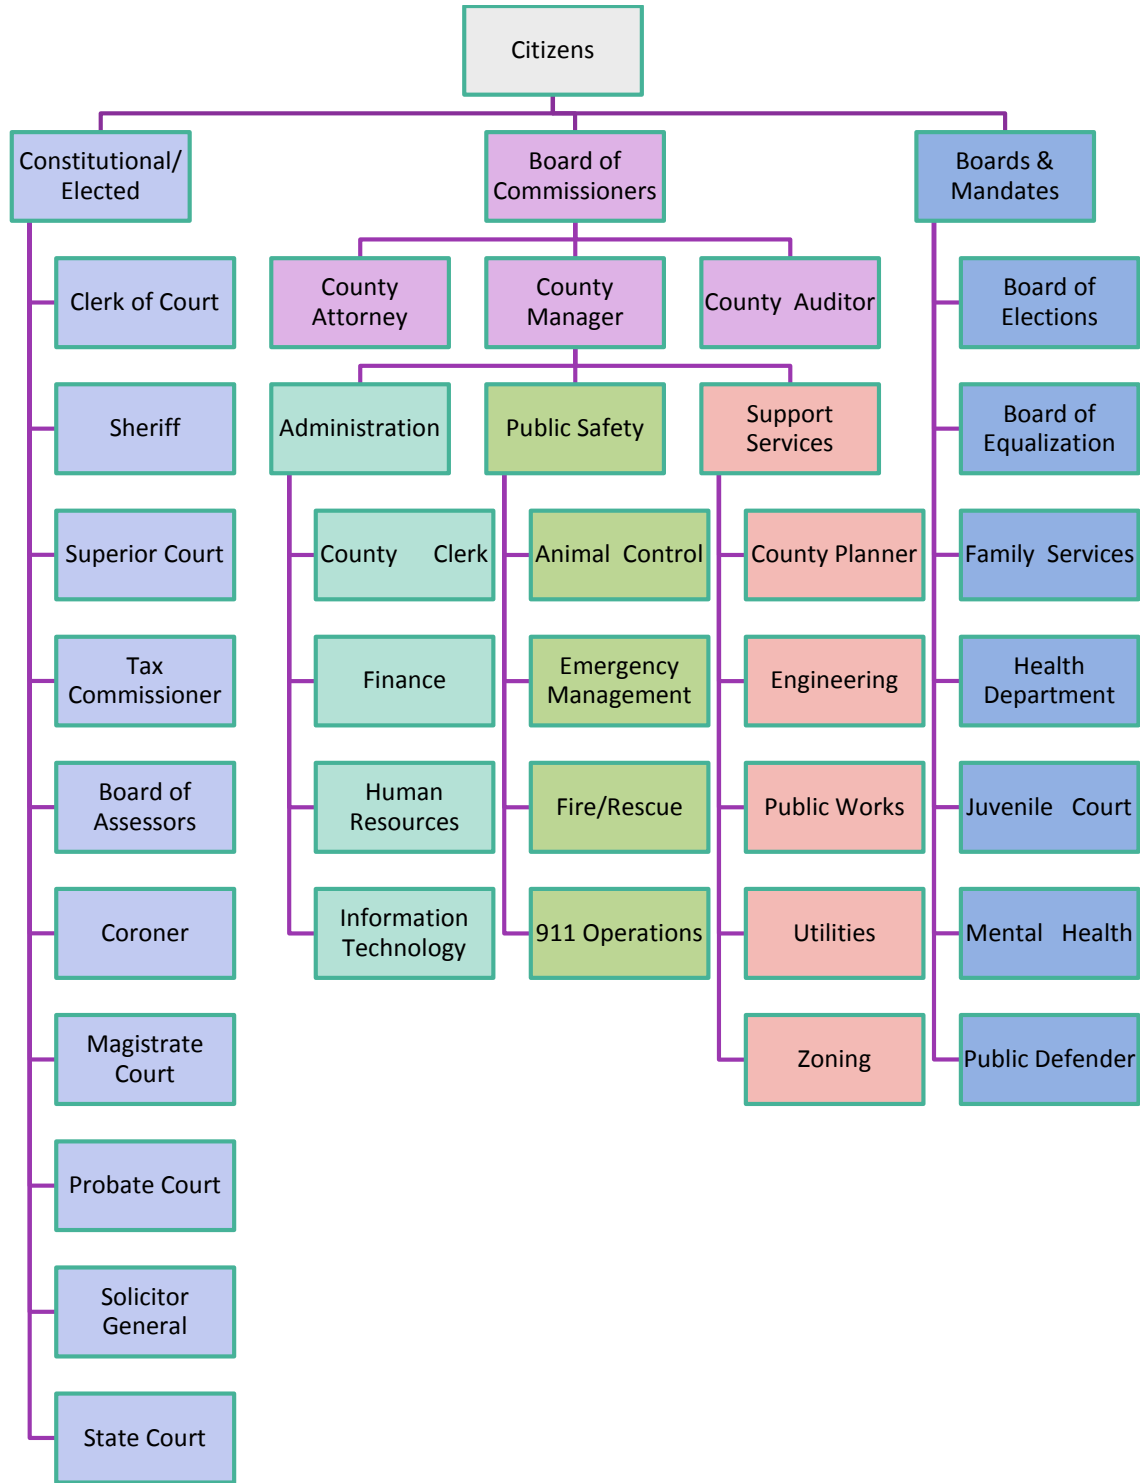 Citizens
Constitutional/
Elected
Board of
Commissioners
Boards &
Mandates
Clerk of Court
County
Attorney
County
Manager
County Auditor
Board of
Elections
Sheriff
Administration
Public Safety
Support
Services
Board of
Equalization
Superior Court
County Clerk
Animal Control
County Planner
Family Services
Tax
Commissioner
Finance
Emergency
Management
Engineering
Health
Department
Board of
Assessors
Human
Resources
Fire/Rescue
Public Works
Juvenile Court
Coroner
Information
Technology
911 Operations
Utilities
Mental Health
Magistrate
Court
Zoning
Public Defender
Probate Court
Solicitor
General
State Court